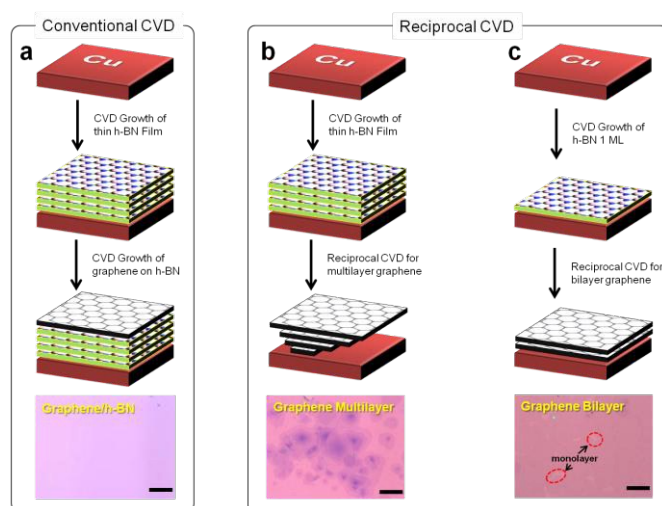 Conventional CVD
Reciprocal CVD
a
Cu
CVD Growth of
thin h-BN Film
CVD Growth of
graphene on h-BN
Graphene/h-BN
b
Cu
CVD Growth of
thin h-BN Film
Reciprocal CVD for
multilayer graphene
Graphene Multilayer
c
Cu
CVD Growth of
h-BN 1 ML
Reciprocal CVD for
bilayer graphene
Graphene Bilayer
monolayer